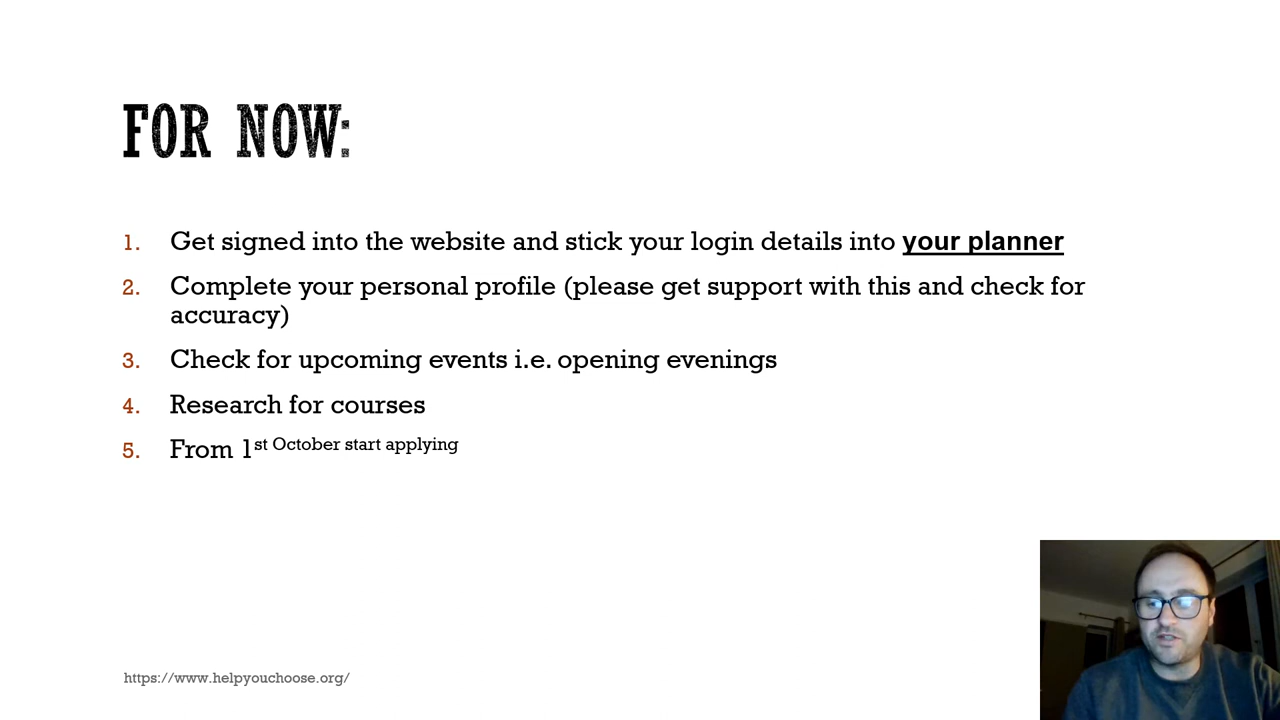 FOR NOW:
1. Get signed into the website and stick your login details into your planner
2. Complete your personal profile (please get support with this and check for
accuracy)
3. Check for upcoming events i.e. opening evenings
4. Research for courses
5. From 1st October start applying
https://www.helpyouchoose.org/